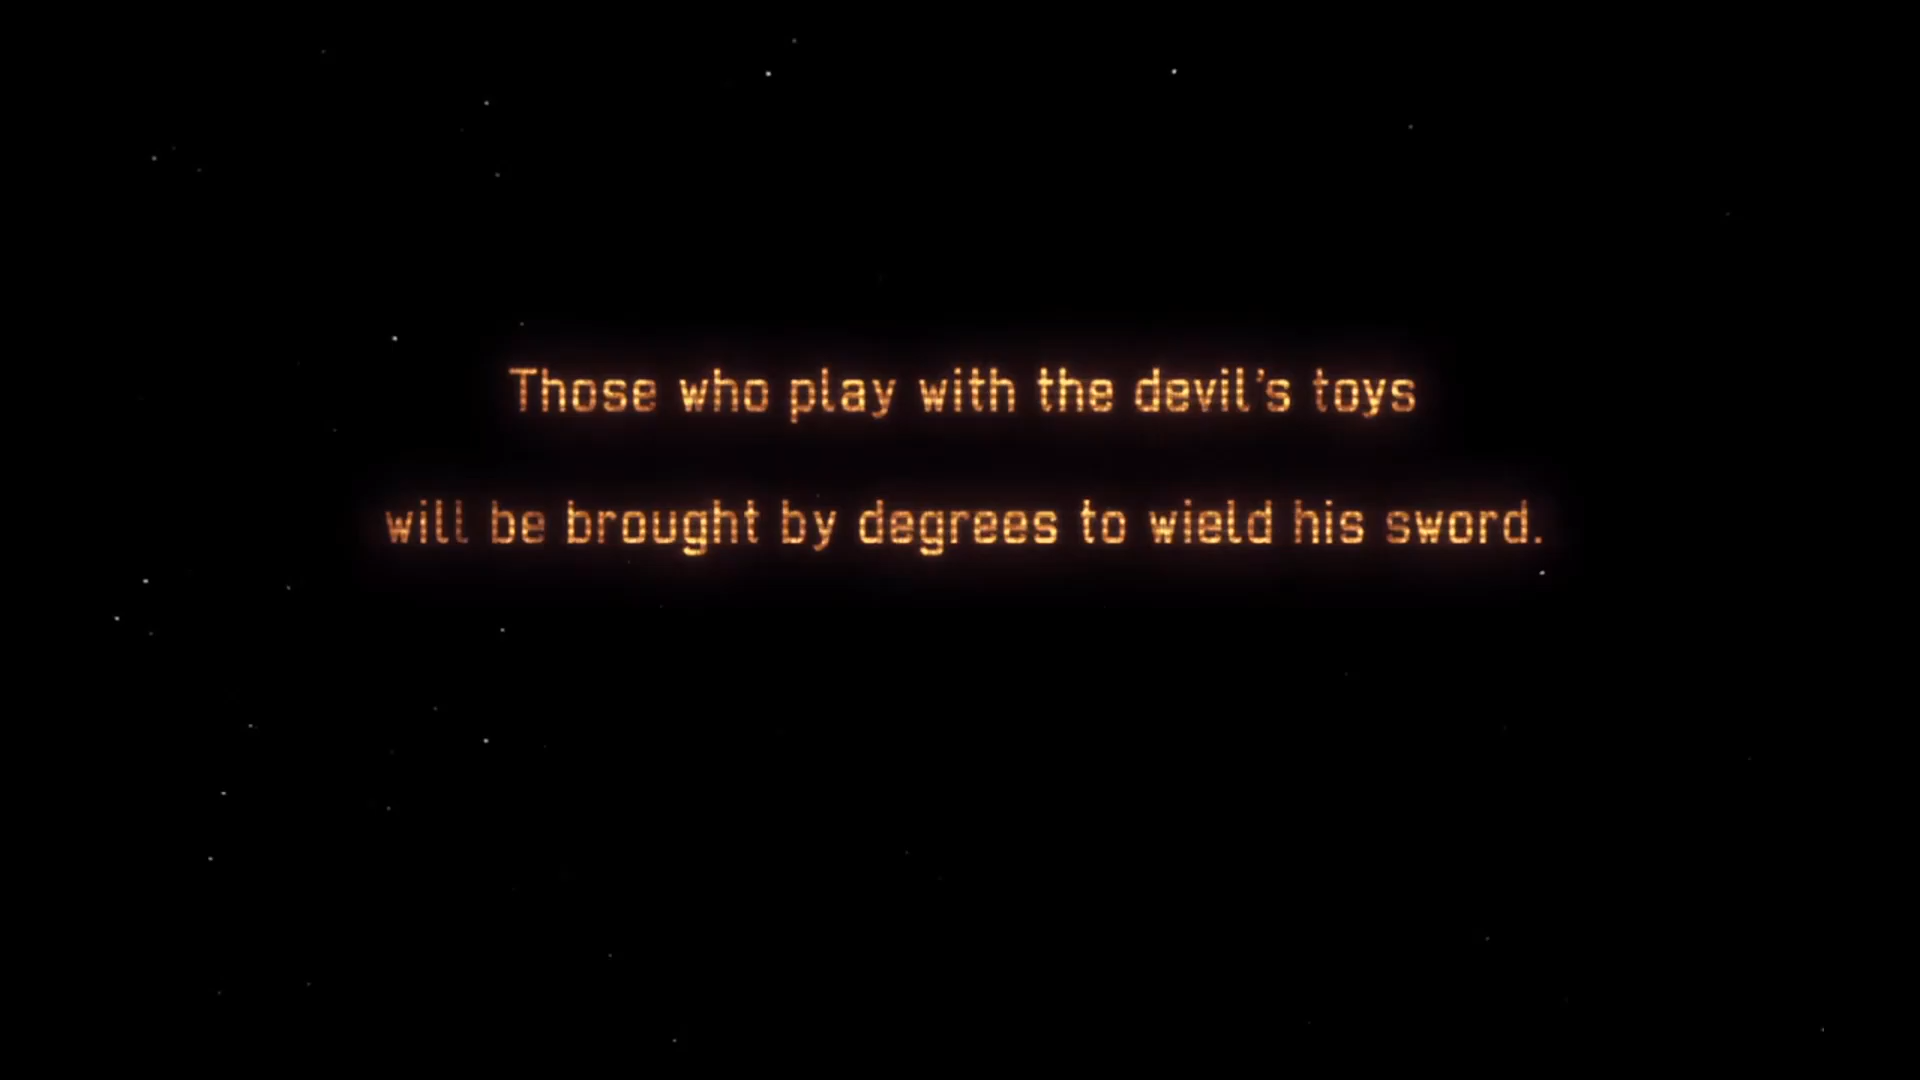 Those who play with the devil's toys
will be brought by degrees to wield his sword.